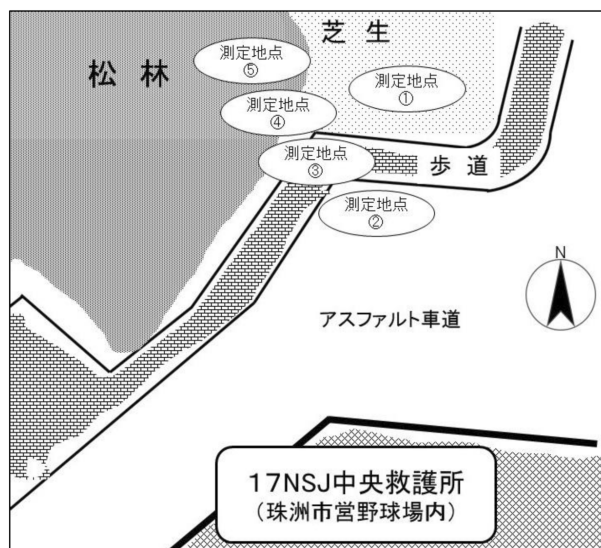 芝生
松林
測定地点
⑤
測定地点
①
測定地点
④
測定地点
③
歩道
測定地点
②
N
アスファルト車道
17NSJ中央救護所
(珠洲市営野球場内)